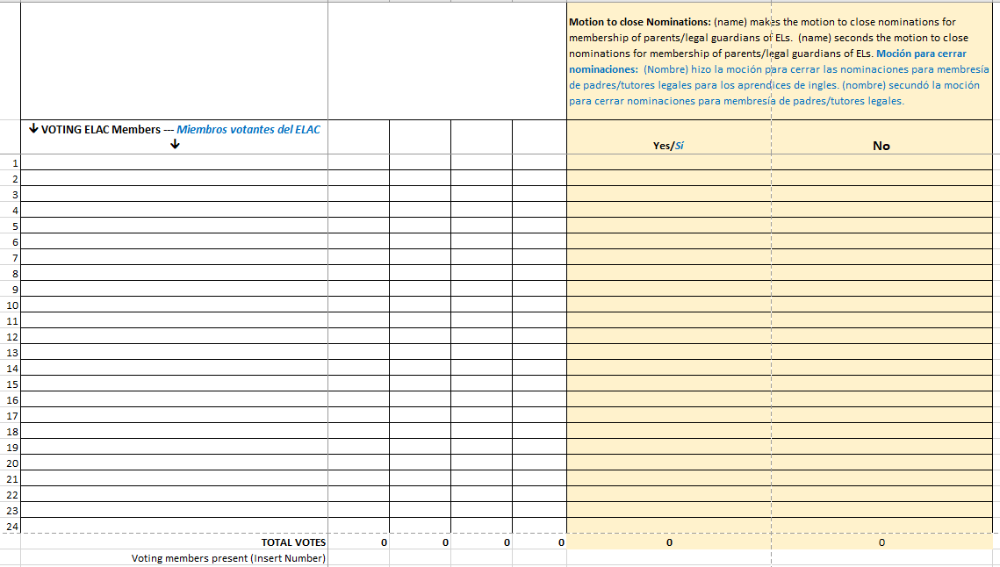 Motion to close Nominations: (name) makes the motion to close nominations for
membership of parents/legal guardians of ELs.  (name) seconds the motion to close
nominations for membership of parents/legal guardians of ELs. Moción para cerrar
nominaciones:  (Nombre) hizo la moción para cerrar las nominaciones para membresía
de padres/tutores legales para los aprendices de ingles. (nombre) secundó la moción
para cerrar nominaciones para membresía de padres/tutores legales.
↓ VOTING ELAC Members --- Miembros votantes del ELAC
↓
Yes/Sí No
1
2
3
4
5
6
7
8
9
10
11
12
13
14
15
16
17
18
19
20
21
22
23
24
TOTAL VOTES 0 0 0 0 0 0
Voting members present (Insert Number)